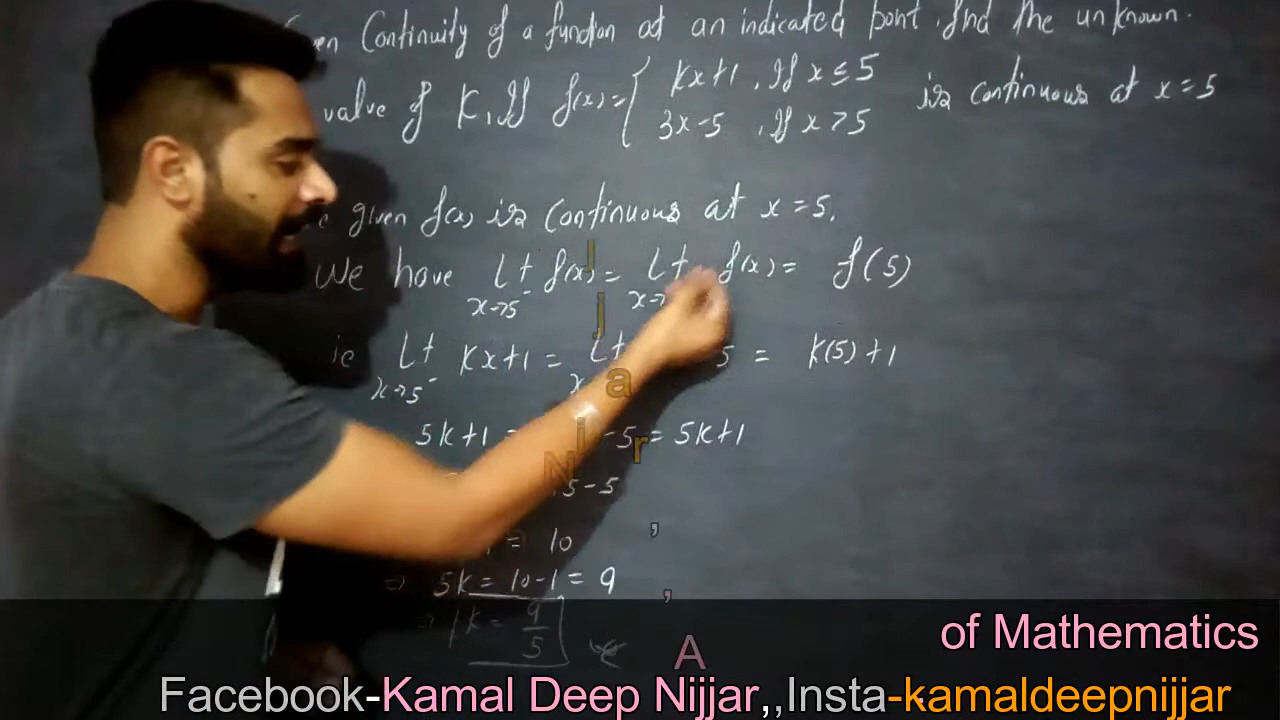 Continuity of a function at an indicated point, find the unknown.
value of K, If f(x) = { Kx+1 , If x ≤ 5
3x-5 , If x > 5
is continuous at x = 5
given f(x) is continuous at x = 5.
We have Lt x→5⁻ f(x) = Lt f(x) = f(5)
ie Lt x→5⁻ Kx+1 = Lt 5 = K(5)+1
5K+1 = -5 = 5K+1
5-5
= 10
⇒ 5K = 10-1 = 9
⇒ K = 9/5
N i j j a r
, ,
A
of Mathematics
Facebook-Kamal Deep Nijjar,,Insta-kamaldeepnijjar